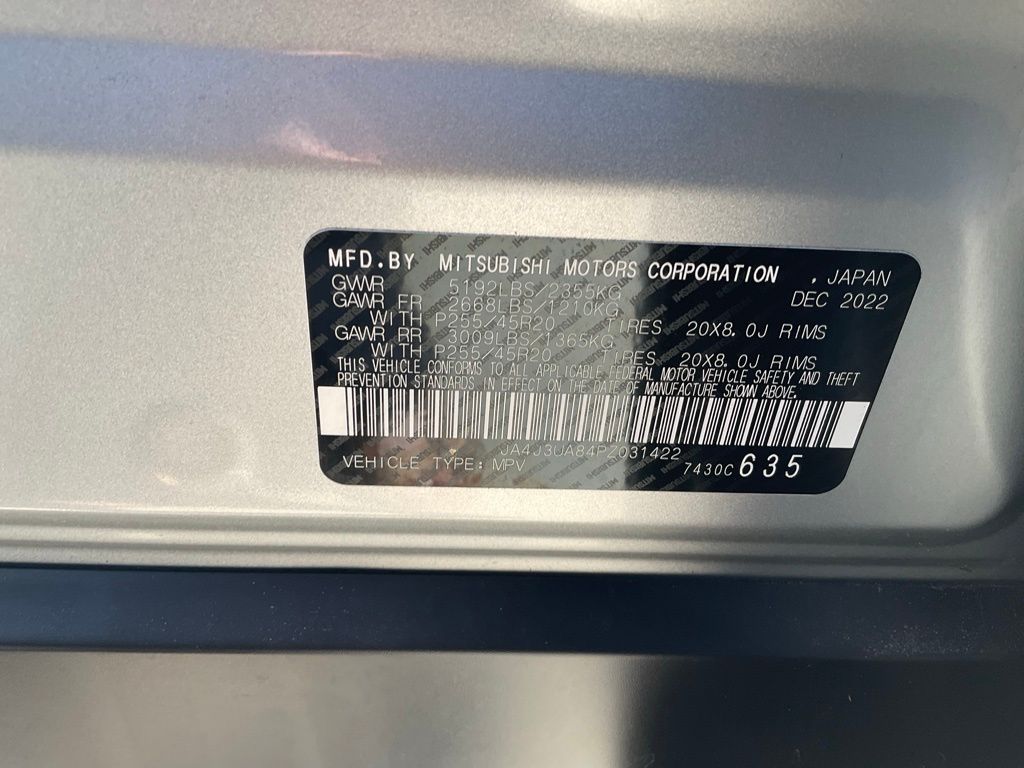 MFD.BY MITSUBISHI MOTORS CORPORATION , JAPAN
GVWR 5192LBS/2355KG DEC 2022
GAWR FR 2668LBS/1210KG
WITH P255/45R20 TIRES 20X8.0J RIMS
GAWR RR 3009LBS/1365KG
WITH P255/45R20 TIRES 20X8.0J RIMS
THIS VEHICLE CONFORMS TO ALL APPLICABLE FEDERAL MOTOR VEHICLE SAFETY AND THEFT
PREVENTION STANDARDS IN EFFECT ON THE DATE OF MANUFACTURE SHOWN ABOVE.
JA4J3UA84PZ031422
VEHICLE TYPE: MPV 7430C 635